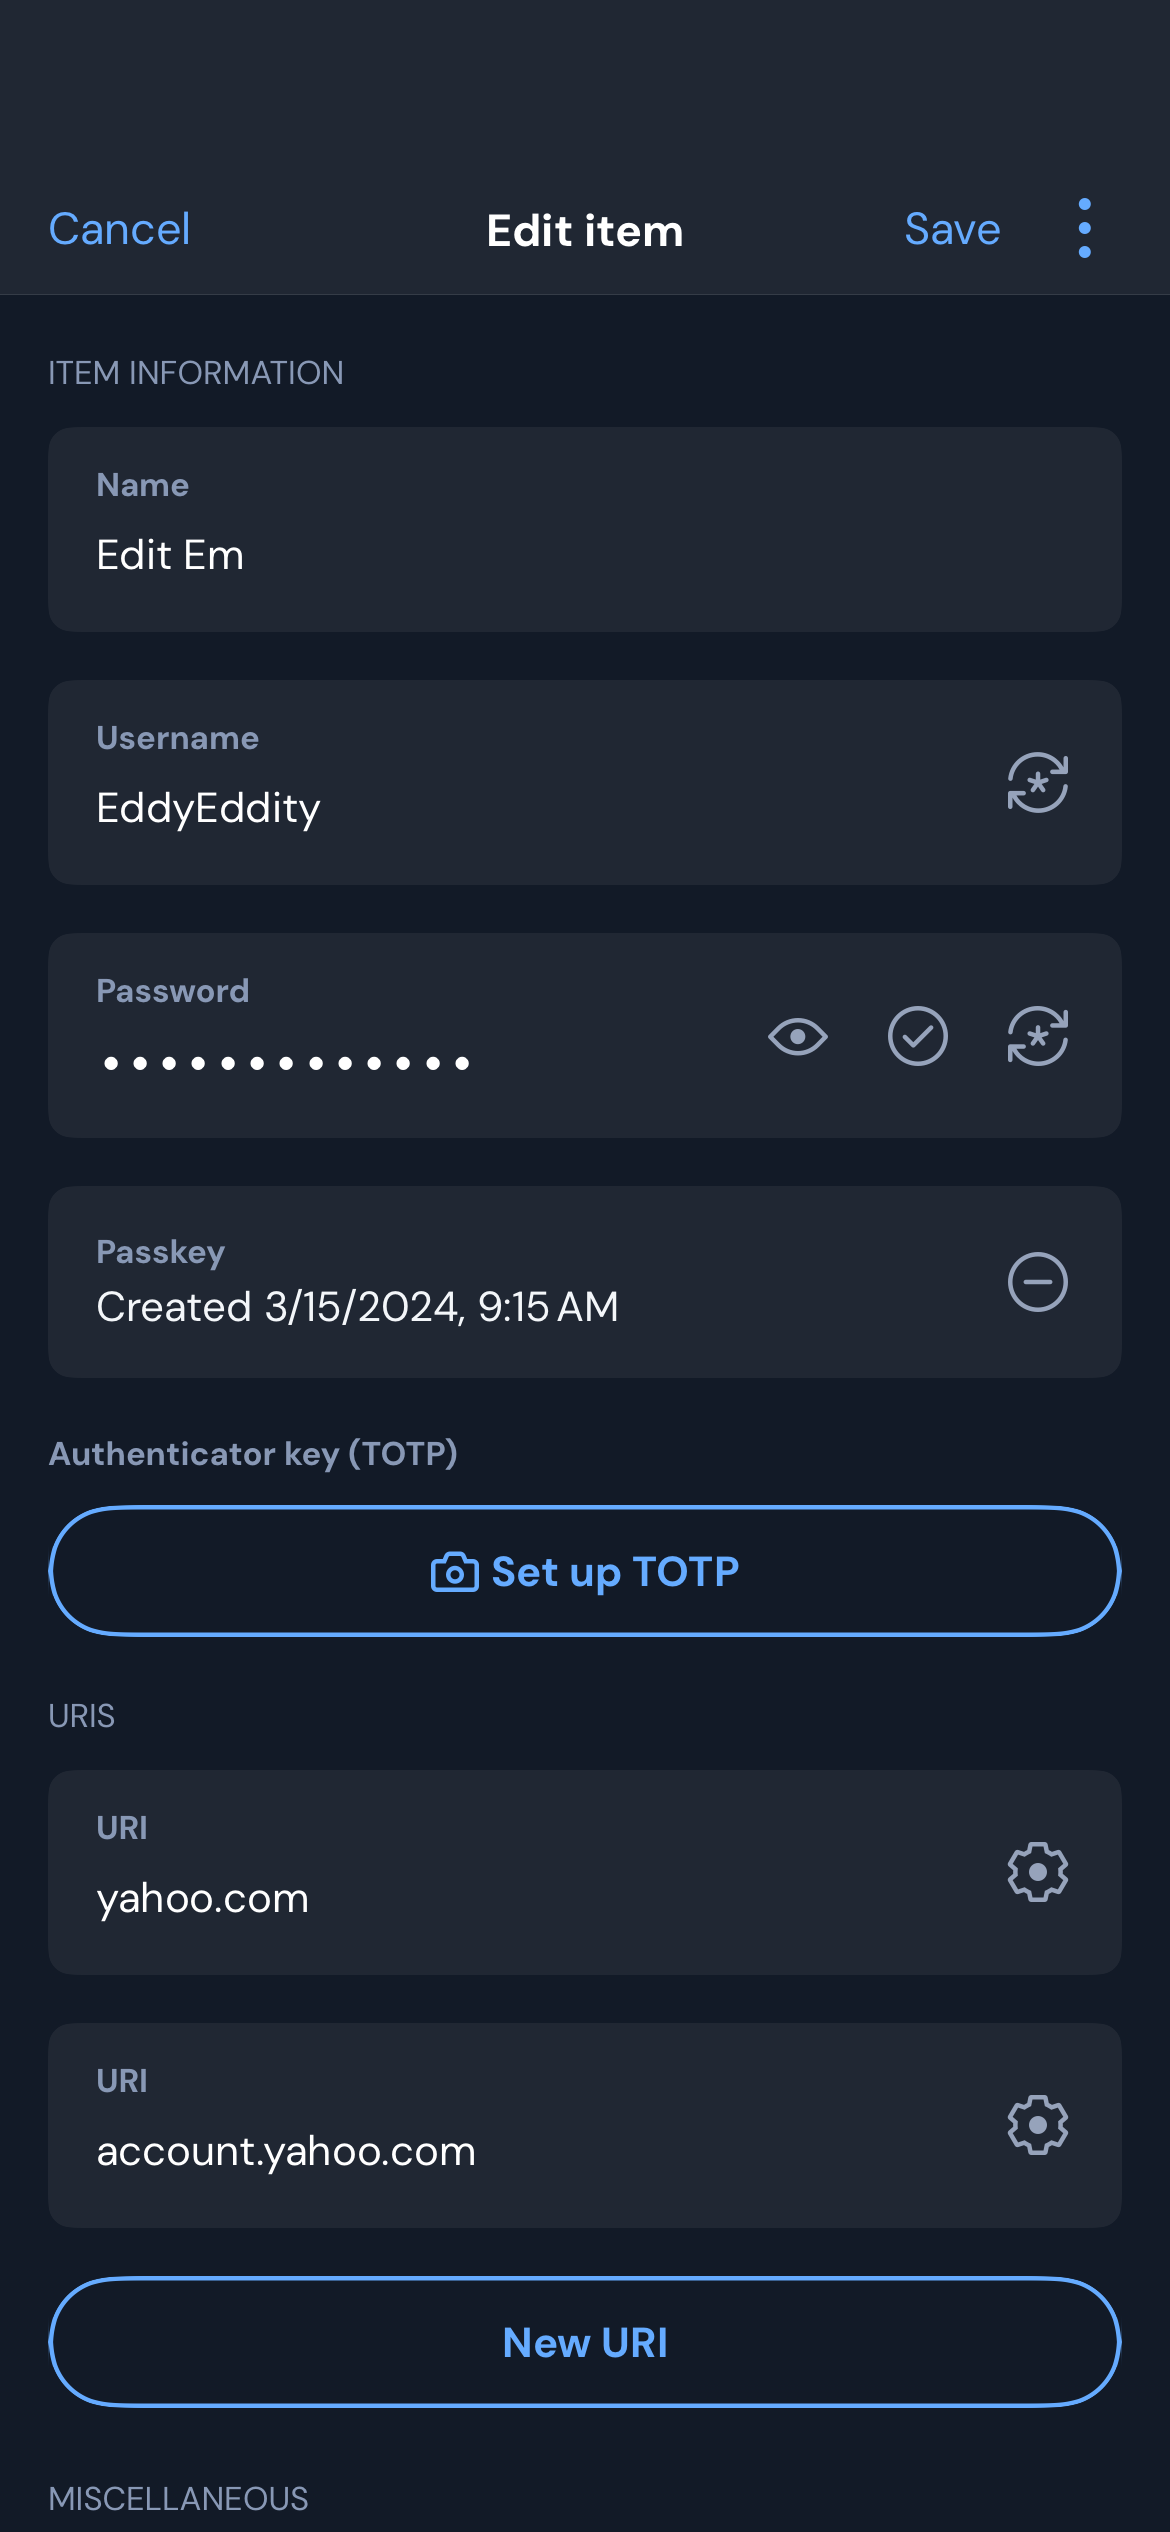 Cancel Edit item Save
ITEM INFORMATION
Name
Edit Em
Username
EddyEddity
Password
•••••••••••••
Passkey
Created 3/15/2024, 9:15 AM
Authenticator key (TOTP)
Set up TOTP
URIS
URI
yahoo.com
URI
account.yahoo.com
New URI
MISCELLANEOUS